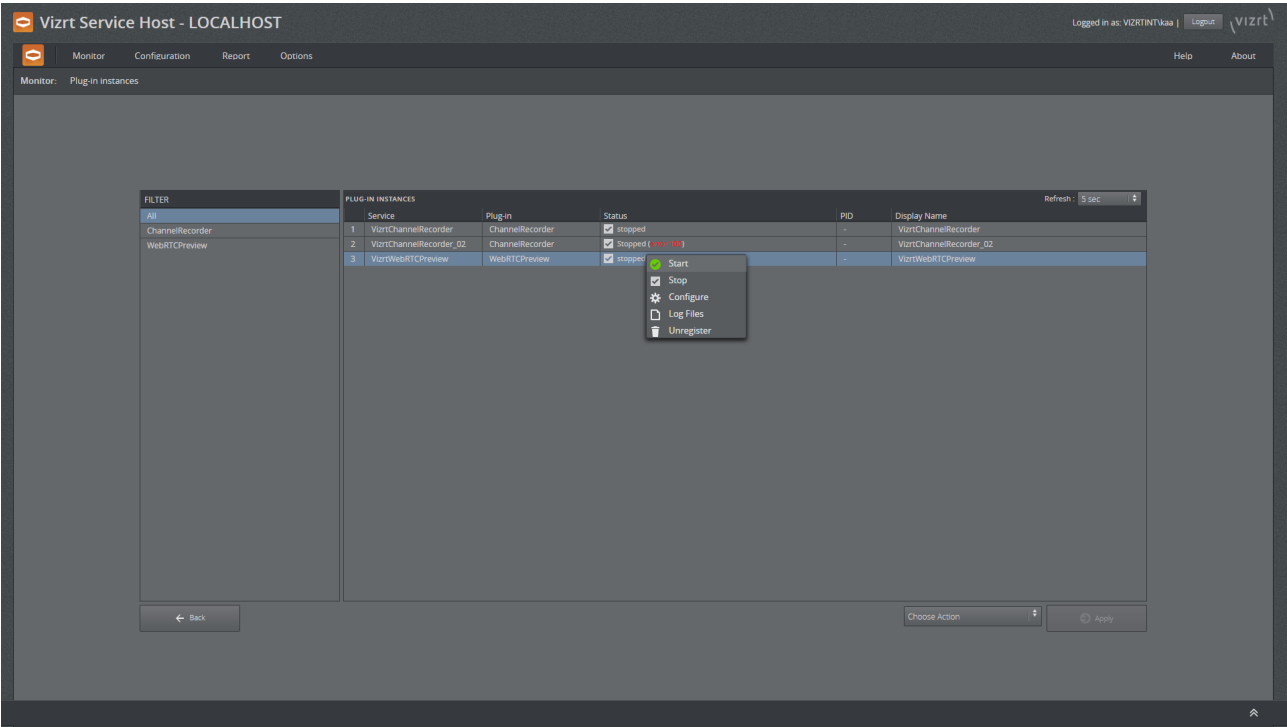 Vizrt Service Host - LOCALHOST
Logged in as: VIZRTINT\kaa | Logout vizrt
Monitor Configuration Report Options Help About
Monitor: Plug-in instances
FILTER
All
ChannelRecorder
WebRTCPreview
PLUG-IN INSTANCES Refresh : 5 sec
Service Plug-in Status PID Display Name
1 VizrtChannelRecorder ChannelRecorder stopped - VizrtChannelRecorder
2 VizrtChannelRecorder_02 ChannelRecorder Stopped ( ) - VizrtChannelRecorder_02
3 VizrtWebRTCPreview WebRTCPreview stopped - VizrtWebRTCPreview
Start
Stop
Configure
Log Files
Unregister
Back
Choose Action
Apply